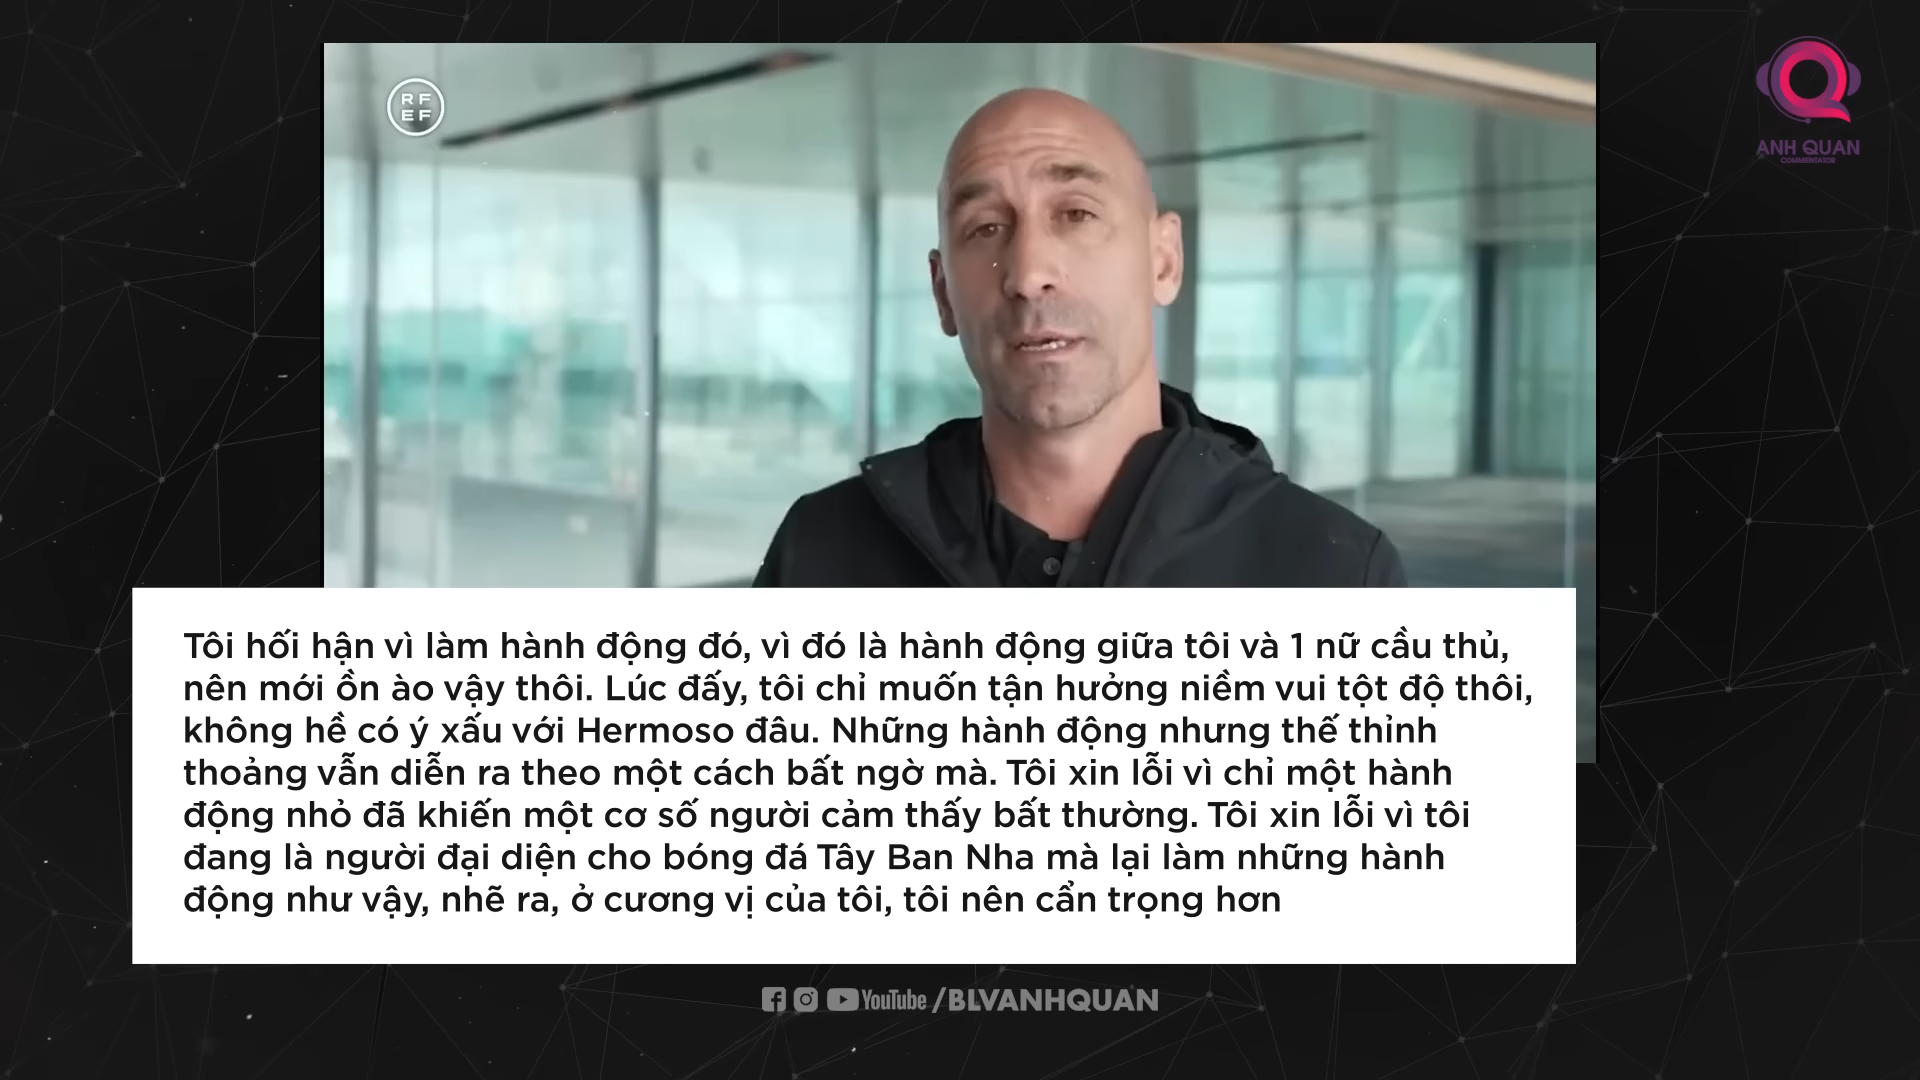 RF
EF
ANH QUAN
COMMENTATOR
Tôi hối hận vì làm hành động đó, vì đó là hành động giữa tôi và 1 nữ cầu thủ,
nên mới ồn ào vậy thôi. Lúc đấy, tôi chỉ muốn tận hưởng niềm vui tột độ thôi,
không hề có ý xấu với Hermoso đâu. Những hành động nhưng thế thỉnh
thoảng vẫn diễn ra theo một cách bất ngờ mà. Tôi xin lỗi vì chỉ một hành
động nhỏ đã khiến một cơ số người cảm thấy bất thường. Tôi xin lỗi vì tôi
đang là người đại diện cho bóng đá Tây Ban Nha mà lại làm những hành
động như vậy, nhẽ ra, ở cương vị của tôi, tôi nên cẩn trọng hơn
YouTube /BLVANHQUAN